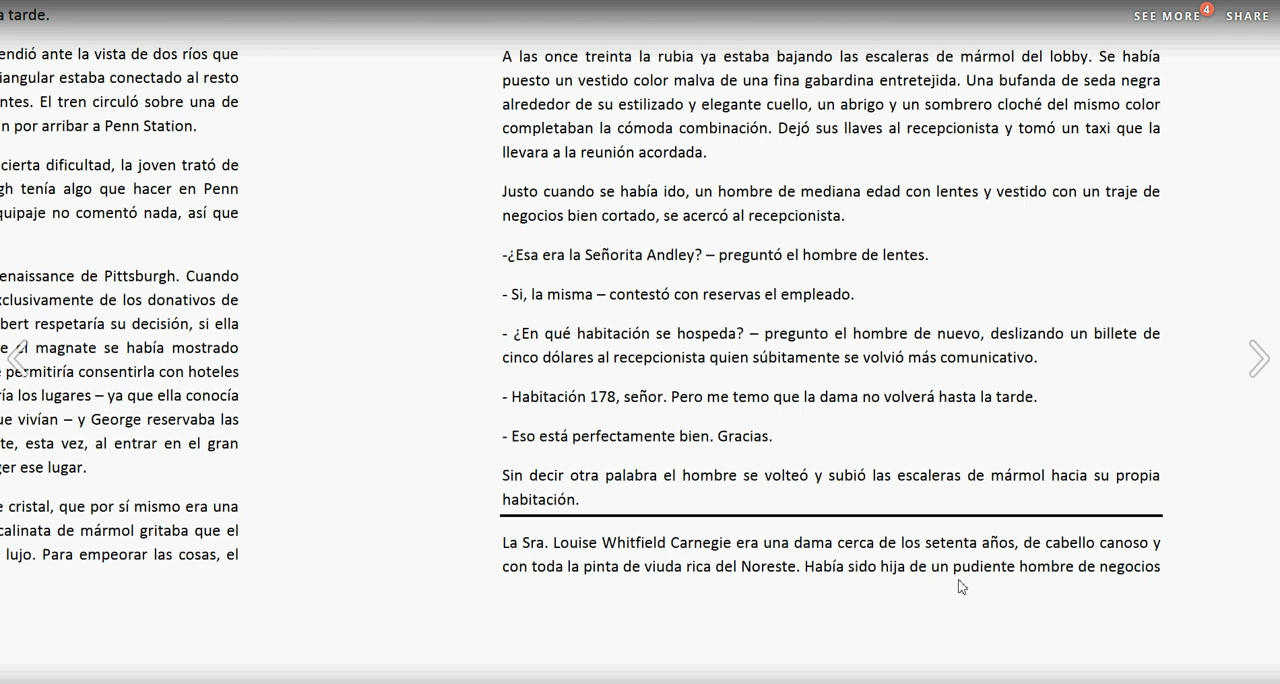 SEE MORE 4 SHARE
a tarde.
endió ante la vista de dos ríos que
iangular estaba conectado al resto
ntes. El tren circuló sobre una de
n por arribar a Penn Station.
cierta dificultad, la joven trató de
gh tenía algo que hacer en Penn
quipaje no comentó nada, así que
enaissance de Pittsburgh. Cuando
xclusivamente de los donativos de
bert respetaría su decisión, si ella
e el magnate se había mostrado
e permitiría consentirla con hoteles
ría los lugares – ya que ella conocía
ue vivían – y George reservaba las
te, esta vez, al entrar en el gran
ger ese lugar.
e cristal, que por sí mismo era una
calinata de mármol gritaba que el
lujo. Para empeorar las cosas, el
A las once treinta la rubia ya estaba bajando las escaleras de mármol del lobby. Se había
puesto un vestido color malva de una fina gabardina entretejida. Una bufanda de seda negra
alrededor de su estilizado y elegante cuello, un abrigo y un sombrero cloché del mismo color
completaban la cómoda combinación. Dejó sus llaves al recepcionista y tomó un taxi que la
llevara a la reunión acordada.
Justo cuando se había ido, un hombre de mediana edad con lentes y vestido con un traje de
negocios bien cortado, se acercó al recepcionista.
-¿Esa era la Señorita Andley? – preguntó el hombre de lentes.
- Si, la misma – contestó con reservas el empleado.
- ¿En qué habitación se hospeda? – pregunto el hombre de nuevo, deslizando un billete de
cinco dólares al recepcionista quien súbitamente se volvió más comunicativo.
- Habitación 178, señor. Pero me temo que la dama no volverá hasta la tarde.
- Eso está perfectamente bien. Gracias.
Sin decir otra palabra el hombre se volteó y subió las escaleras de mármol hacia su propia
habitación.
La Sra. Louise Whitfield Carnegie era una dama cerca de los setenta años, de cabello canoso y
con toda la pinta de viuda rica del Noreste. Había sido hija de un pudiente hombre de negocios